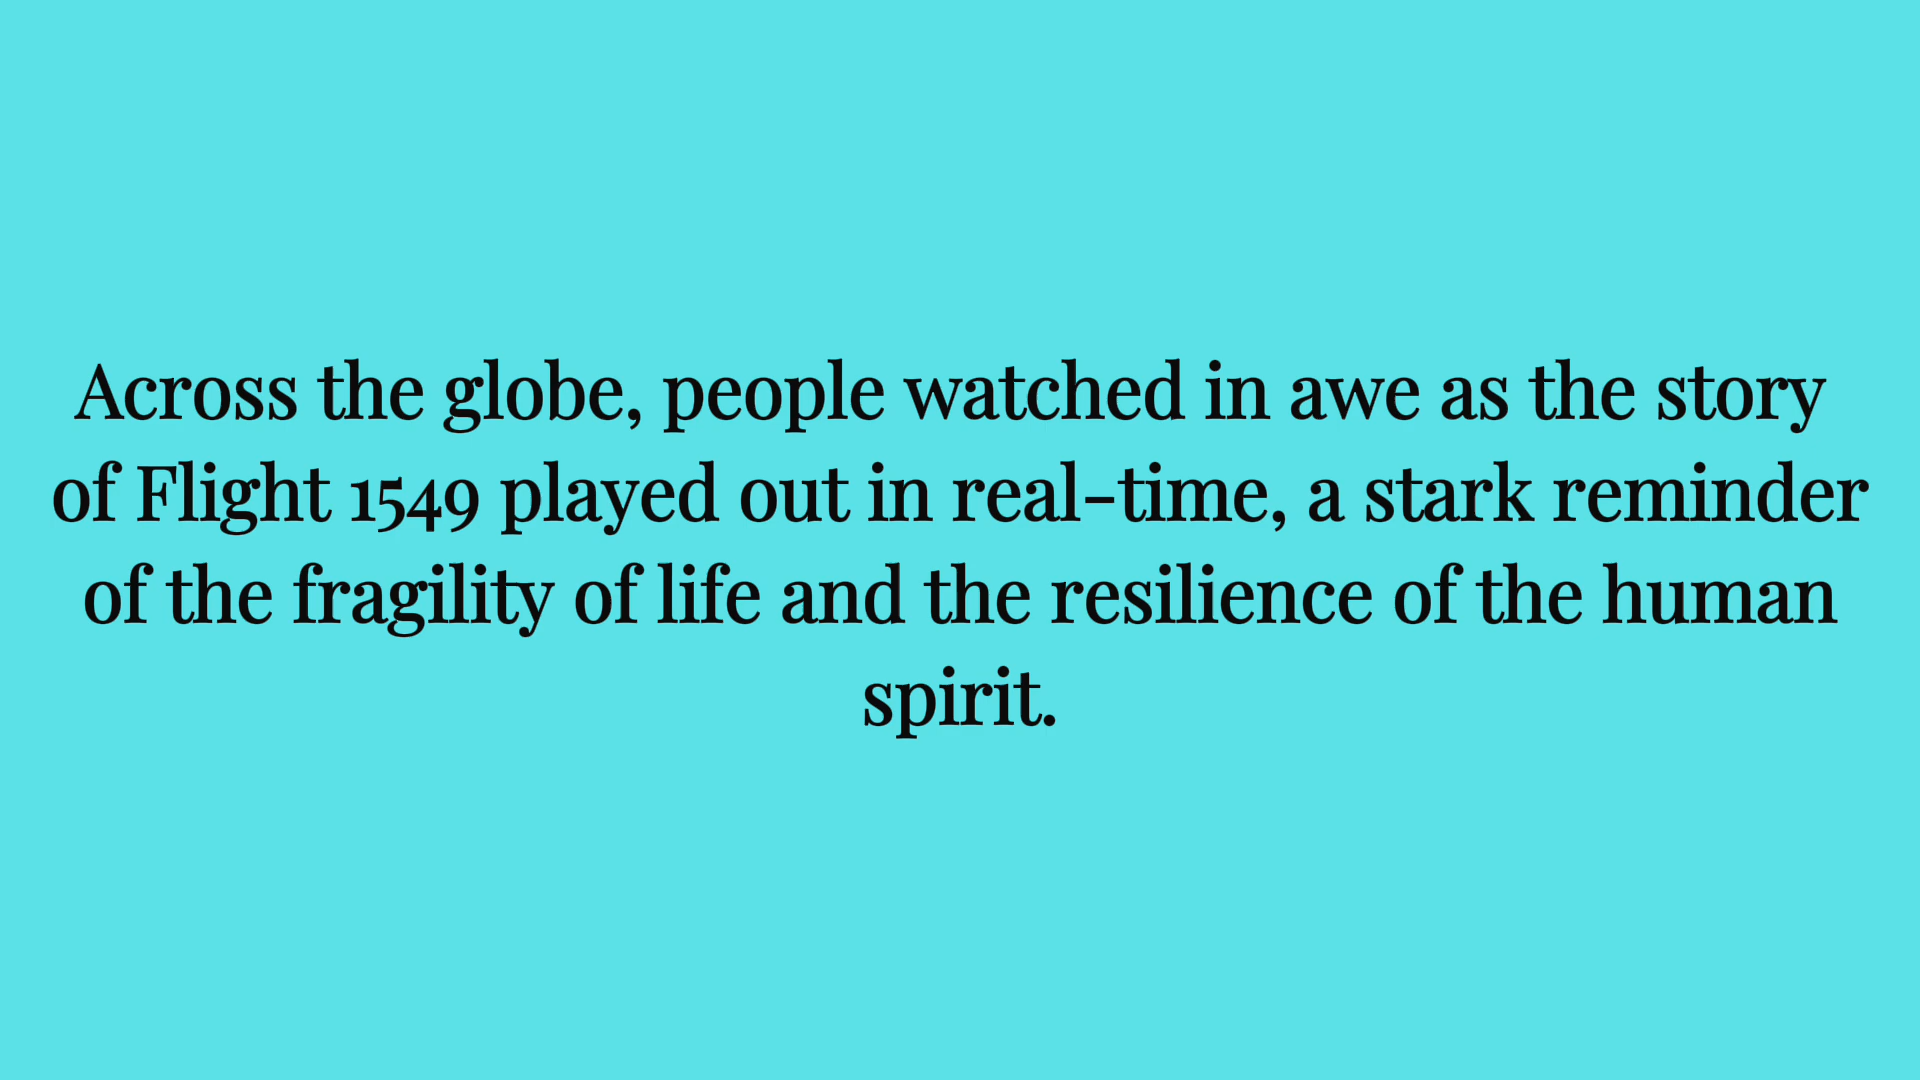 Across the globe, people watched in awe as the story
of Flight 1549 played out in real-time, a stark reminder
of the fragility of life and the resilience of the human
spirit.